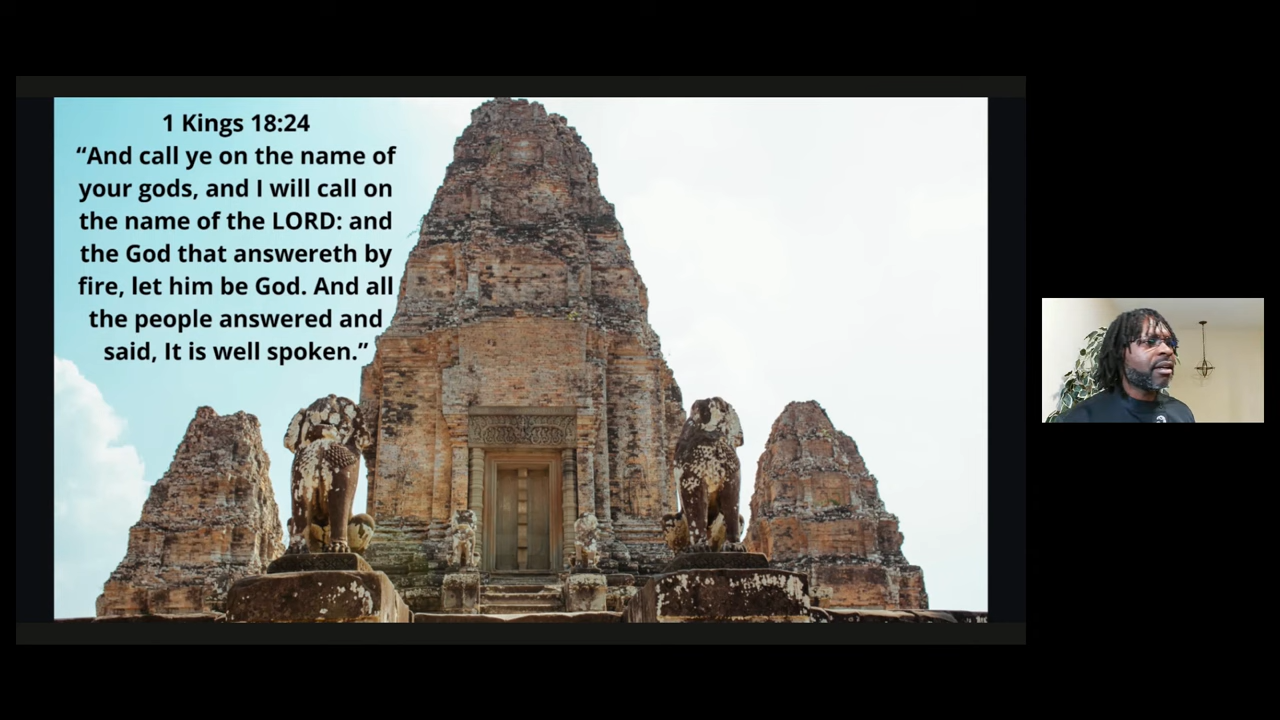 1 Kings 18:24
“And call ye on the name of
your gods, and I will call on
the name of the LORD: and
the God that answereth by
fire, let him be God. And all
the people answered and
said, It is well spoken.”